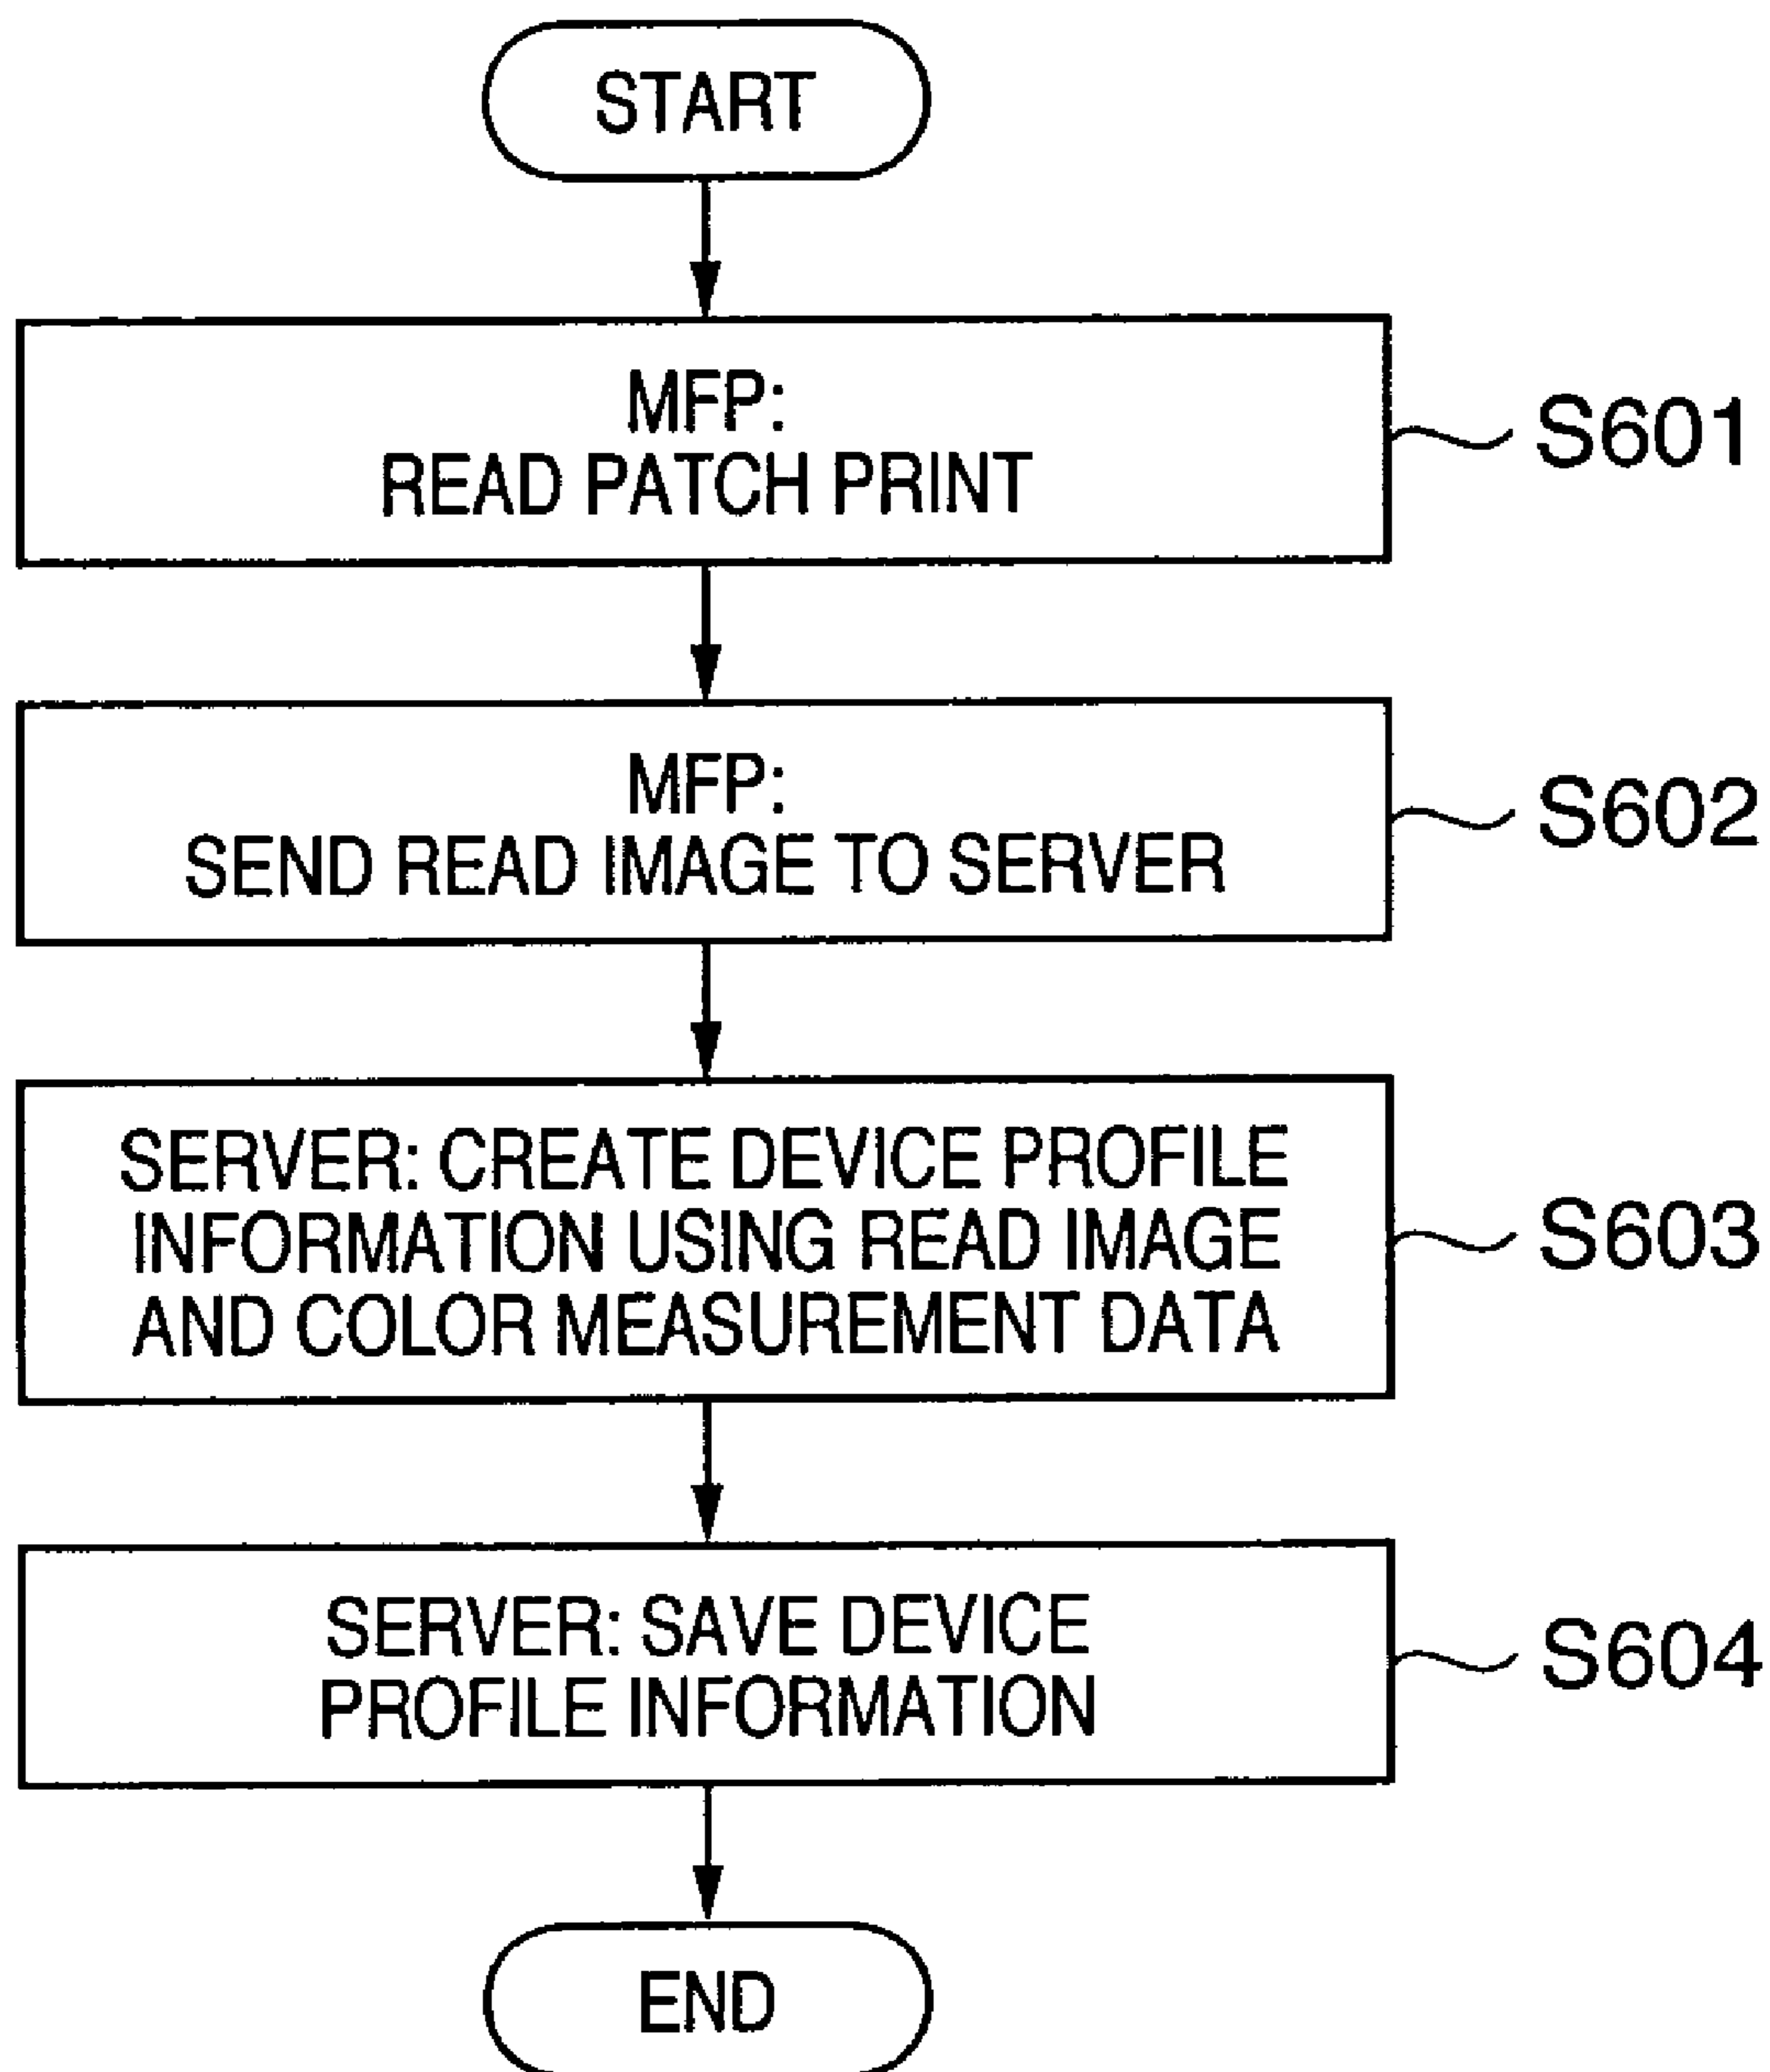 START
MFP:
READ PATCH PRINT
S601
MFP:
SEND READ IMAGE TO SERVER
S602
SERVER: CREATE DEVICE PROFILE
INFORMATION USING READ IMAGE
AND COLOR MEASUREMENT DATA
S603
SERVER: SAVE DEVICE
PROFILE INFORMATION
S604
END